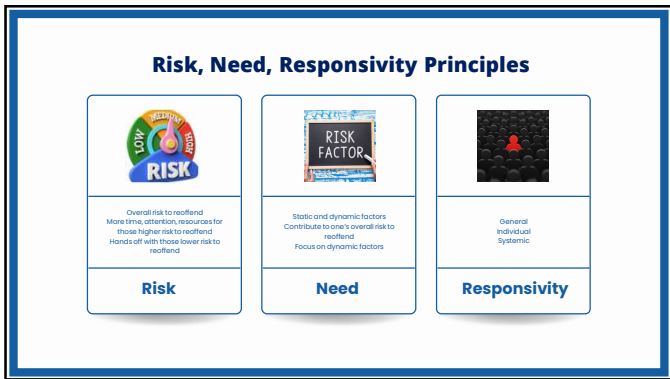 Risk, Need, Responsivity Principles
LOW
MEDIUM
HIGH
RISK
Overall risk to reoffend
More time, attention, resources for
those higher risk to reoffend
Hands off with those lower risk to
reoffend
Risk
RISK
FACTOR
Static and dynamic factors
Contribute to one's overall risk to
reoffend
Focus on dynamic factors
Need
General
Individual
Systemic
Responsivity